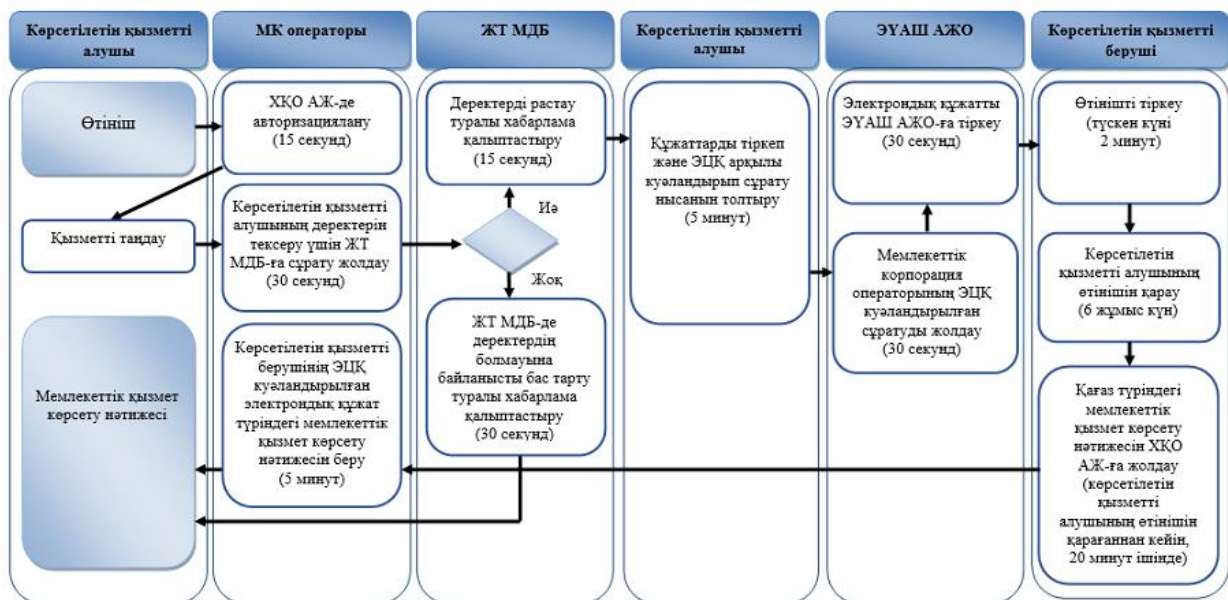 Көрсетілетін қызметті
алушы
МК операторы
ЖТ МДБ
Көрсетілетін қызметті
алушы
ЭҮАШ АЖО
Көрсетілетін қызметті
беруші
Өтініш
ХҚО АЖ-де
авторизациялану
(15 секунд)
Деректерді растау
туралы хабарлама
қалыптастыру
(15 секунд)
Құжаттарды тіркеп
және ЭЦҚ арқылы
куәландырып сұрату
нысанын толтыру
(5 минут)
Электрондық құжатты
ЭҮАШ АЖО-ға тіркеу
(30 секунд)
Өтінішті тіркеу
(түскен күні
2 минут)
Қызметті таңдау
Көрсетілетін қызметті
алушының деректерін
тексеру үшін ЖТ
МДБ-ға сұрату жолдау
(30 секунд)
Иә
Жоқ
Мемлекеттік
корпорация
операторының ЭЦҚ
куәландырылған
сұратуды жолдау
(30 секунд)
Көрсетілетін
қызметті алушының
өтінішін қарау
(6 жұмыс күн)
Мемлекеттік қызмет
көрсету нәтижесі
Көрсетілетін қызметті
берушінің ЭЦҚ
куәландырылған
электрондық құжат
түріндегі мемлекеттік
қызмет көрсету
нәтижесін беру
(5 минут)
ЖТ МДБ-де
деректердің
болмауына
байланысты бас тарту
туралы хабарлама
қалыптастыру
(30 секунд)
Қағаз түріндегі
мемлекеттік
қызмет көрсету
нәтижесін ХҚО
АЖ-ға жолдау
(көрсетілетін
қызметті
алушының өтінішін
қарағаннан кейін,
20 минут ішінде)